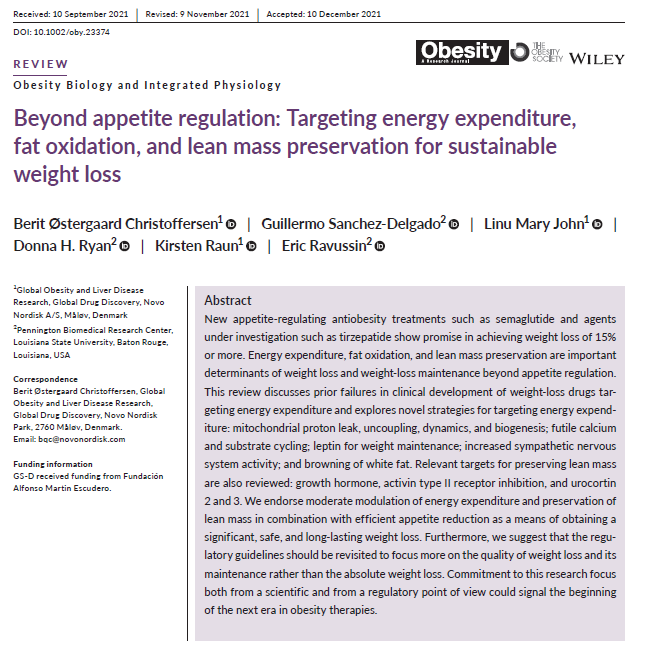 Received: 10 September 2021 | Revised: 9 November 2021 | Accepted: 10 December 2021
DOI: 10.1002/oby.23374
Obesity
A Research Journal
THE
OBESITY
SOCIETY
WILEY
REVIEW
Obesity Biology and Integrated Physiology
Beyond appetite regulation: Targeting energy expenditure,
fat oxidation, and lean mass preservation for sustainable
weight loss
Berit Østergaard Christoffersen1 iD | Guillermo Sanchez-Delgado2 iD | Linu Mary John1 iD |
Donna H. Ryan2 iD | Kirsten Raun1 iD | Eric Ravussin2 iD
1Global Obesity and Liver Disease
Research, Global Drug Discovery, Novo
Nordisk A/S, Måløv, Denmark
2Pennington Biomedical Research Center,
Louisiana State University, Baton Rouge,
Louisiana, USA
Correspondence
Berit Østergaard Christoffersen, Global
Obesity and Liver Disease Research,
Global Drug Discovery, Novo Nordisk
Park, 2760 Måløv, Denmark.
Email: bqc@novonordisk.com
Funding information
GS-D received funding from Fundación
Alfonso Martin Escudero.
Abstract
New appetite-regulating antiobesity treatments such as semaglutide and agents
under investigation such as tirzepatide show promise in achieving weight loss of 15%
or more. Energy expenditure, fat oxidation, and lean mass preservation are important
determinants of weight loss and weight-loss maintenance beyond appetite regulation.
This review discusses prior failures in clinical development of weight-loss drugs tar-
geting energy expenditure and explores novel strategies for targeting energy expend-
iture: mitochondrial proton leak, uncoupling, dynamics, and biogenesis; futile calcium
and substrate cycling; leptin for weight maintenance; increased sympathetic nervous
system activity; and browning of white fat. Relevant targets for preserving lean mass
are also reviewed: growth hormone, activin type II receptor inhibition, and urocortin
2 and 3. We endorse moderate modulation of energy expenditure and preservation of
lean mass in combination with efficient appetite reduction as a means of obtaining a
significant, safe, and long-lasting weight loss. Furthermore, we suggest that the regu-
latory guidelines should be revisited to focus more on the quality of weight loss and its
maintenance rather than the absolute weight loss. Commitment to this research focus
both from a scientific and from a regulatory point of view could signal the beginning
of the next era in obesity therapies.